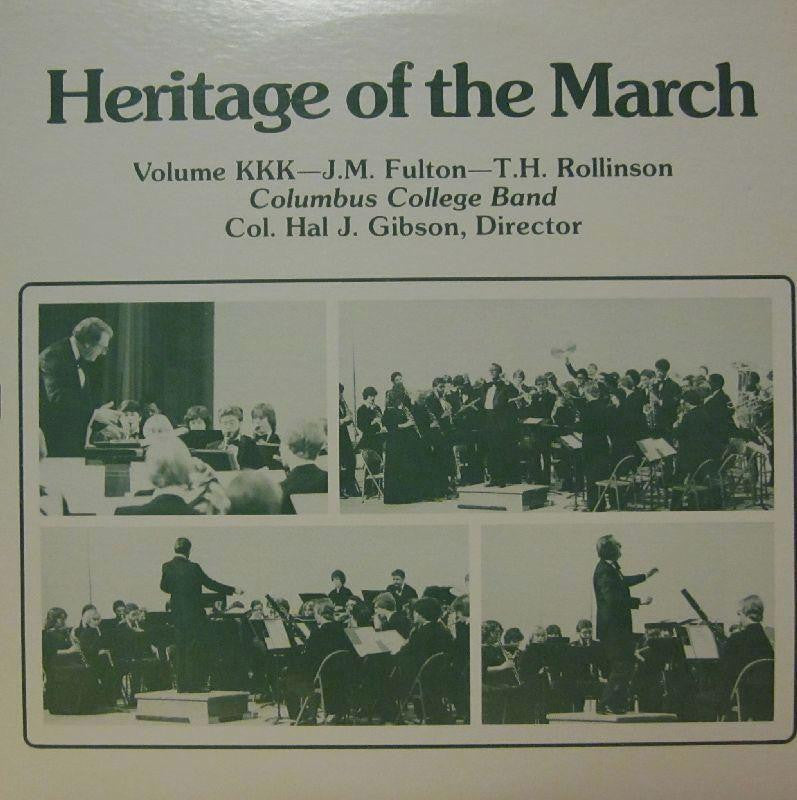 Heritage of the March
Volume KKK—J.M. Fulton—T.H. Rollinson
Columbus College Band
Col. Hal J. Gibson, Director